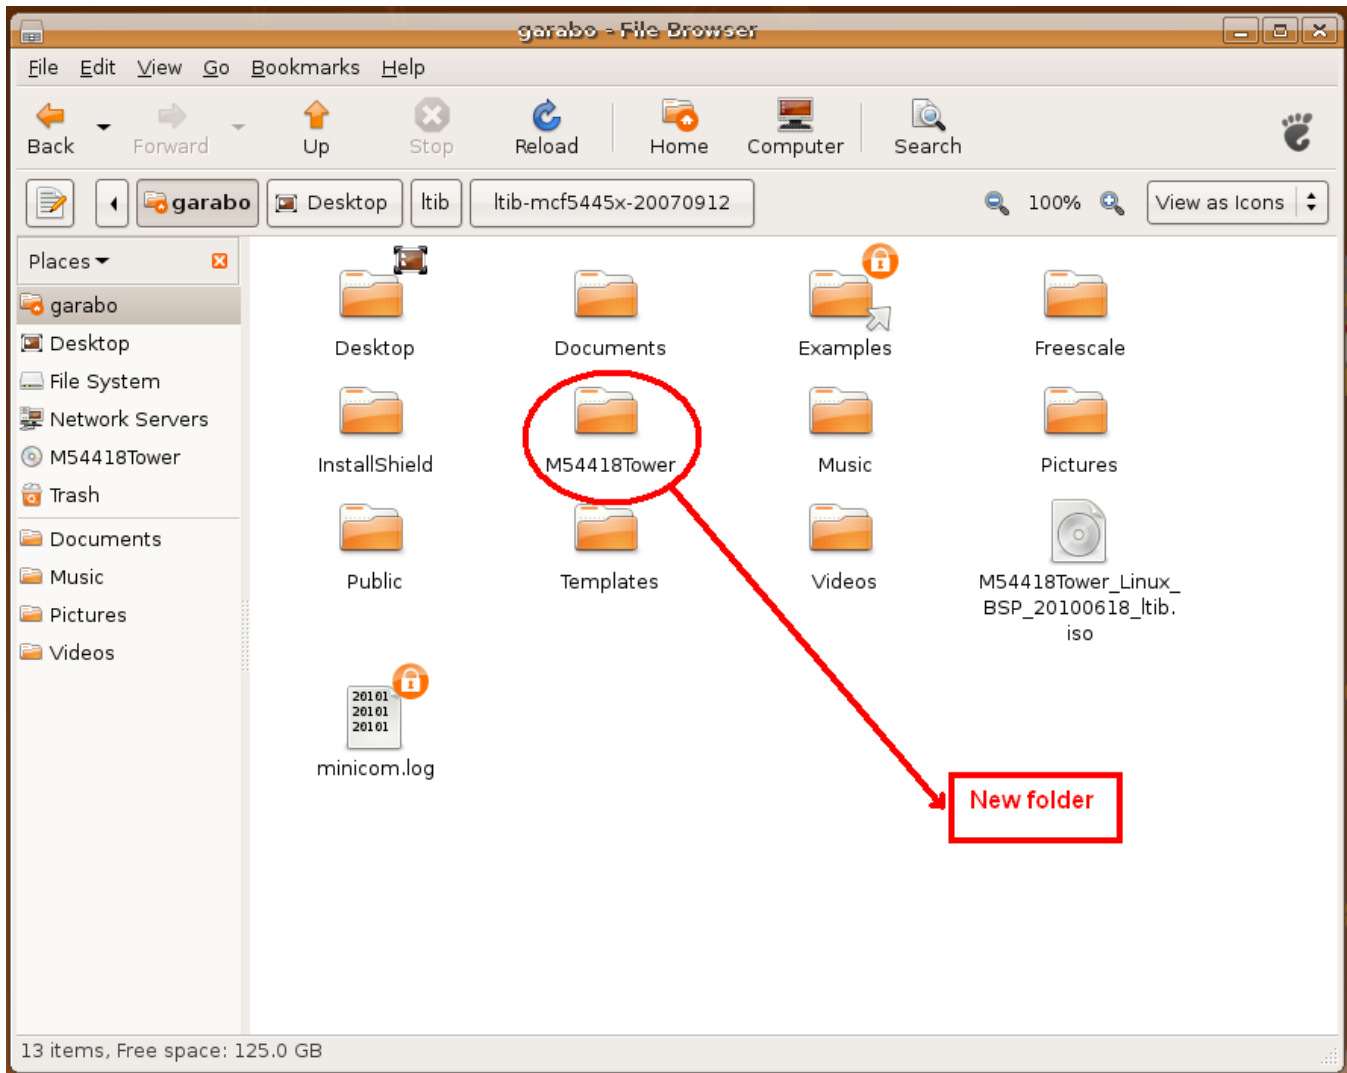 garabo - File Browser
File Edit View Go Bookmarks Help
Back Forward Up Stop Reload Home Computer Search
garabo Desktop ltib ltib-mcf5445x-20070912 100% View as Icons
Places
garabo
Desktop
File System
Network Servers
M54418Tower
Trash
Documents
Music
Pictures
Videos
Desktop Documents Examples Freescale
InstallShield M54418Tower Music Pictures
Public Templates Videos M54418Tower_Linux_
BSP_20100618_ltib.
iso
20101
20101
20101
minicom.log
New folder
13 items, Free space: 125.0 GB